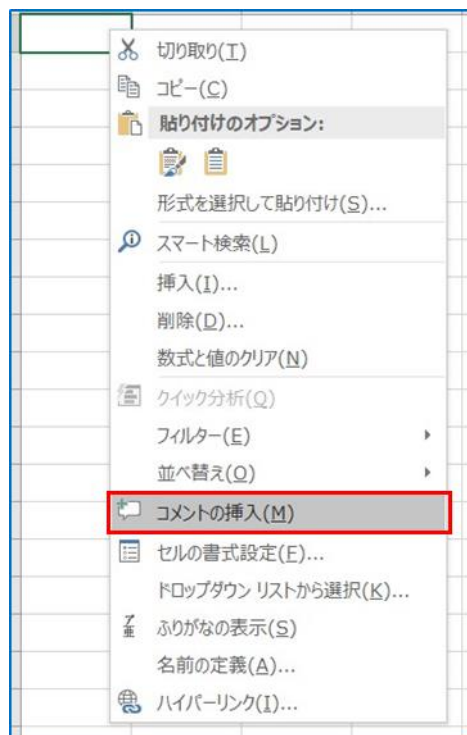 切り取り(T)
コピー(C)
貼り付けのオプション:
形式を選択して貼り付け(S)...
スマート検索(L)
挿入(I)...
削除(D)...
数式と値のクリア(N)
クイック分析(Q)
フィルター(E)
並べ替え(O)
コメントの挿入(M)
セルの書式設定(F)...
ドロップダウン リストから選択(K)...
ふりがなの表示(S)
名前の定義(A)...
ハイパーリンク(I)...